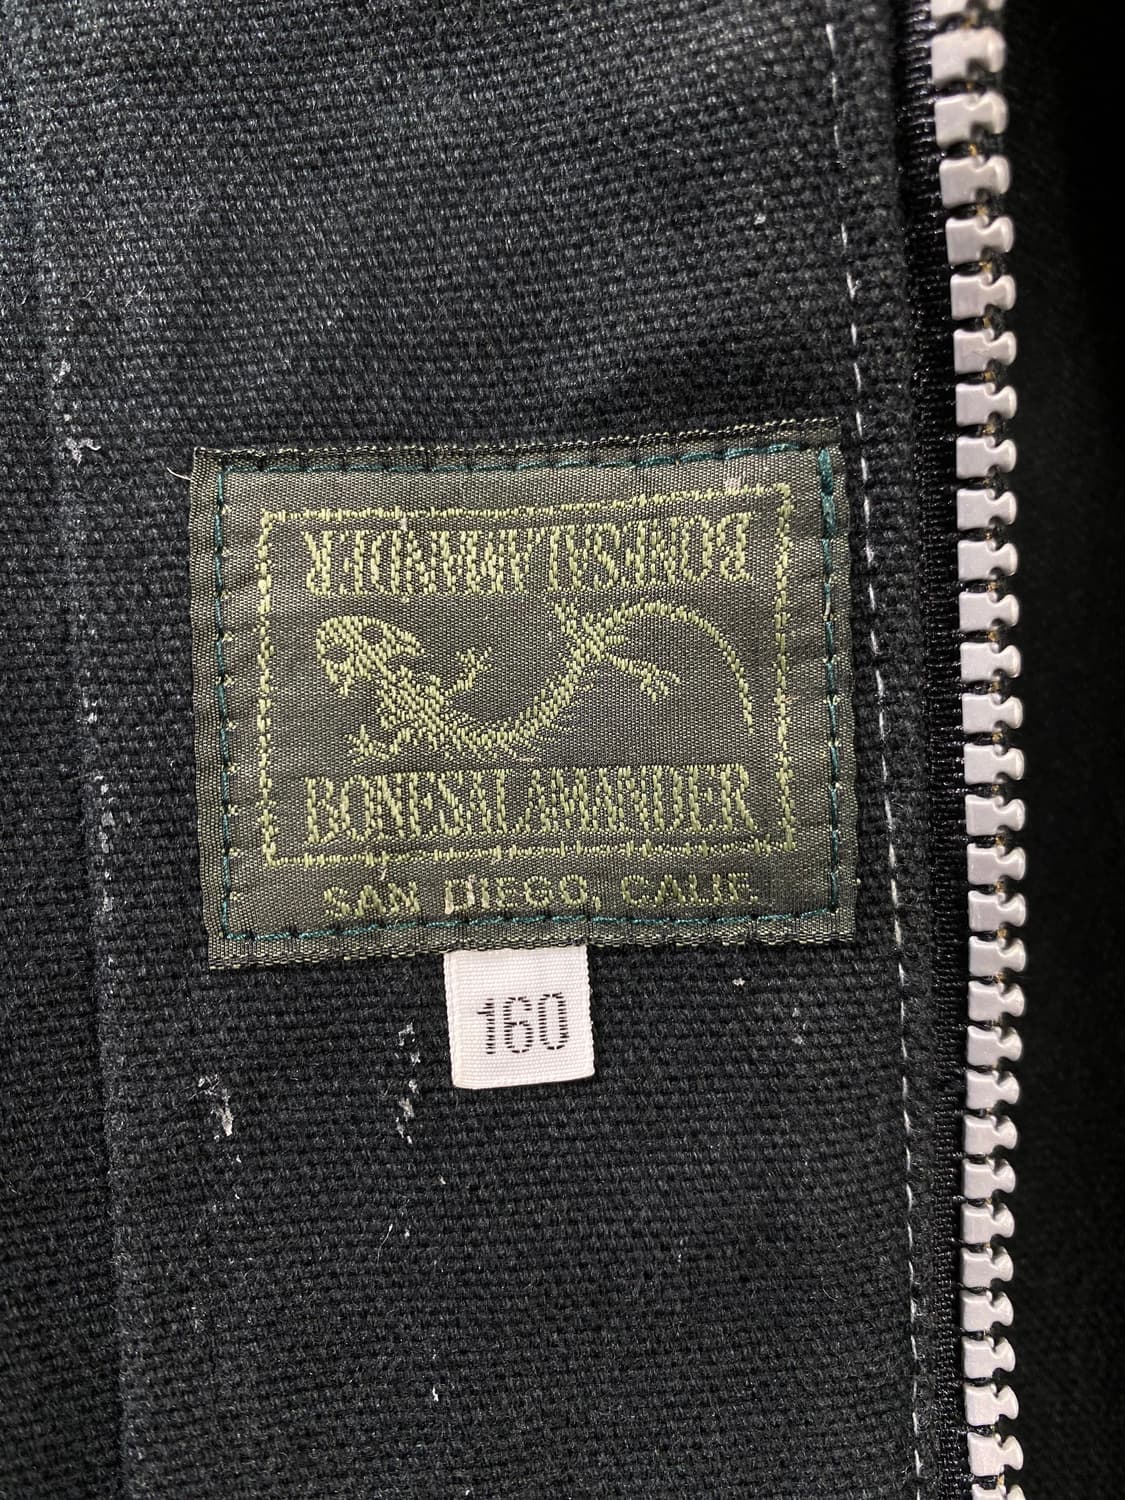 BONESALAMANDER
BONESALAMANDER
SAN DIEGO, CALIF.
160